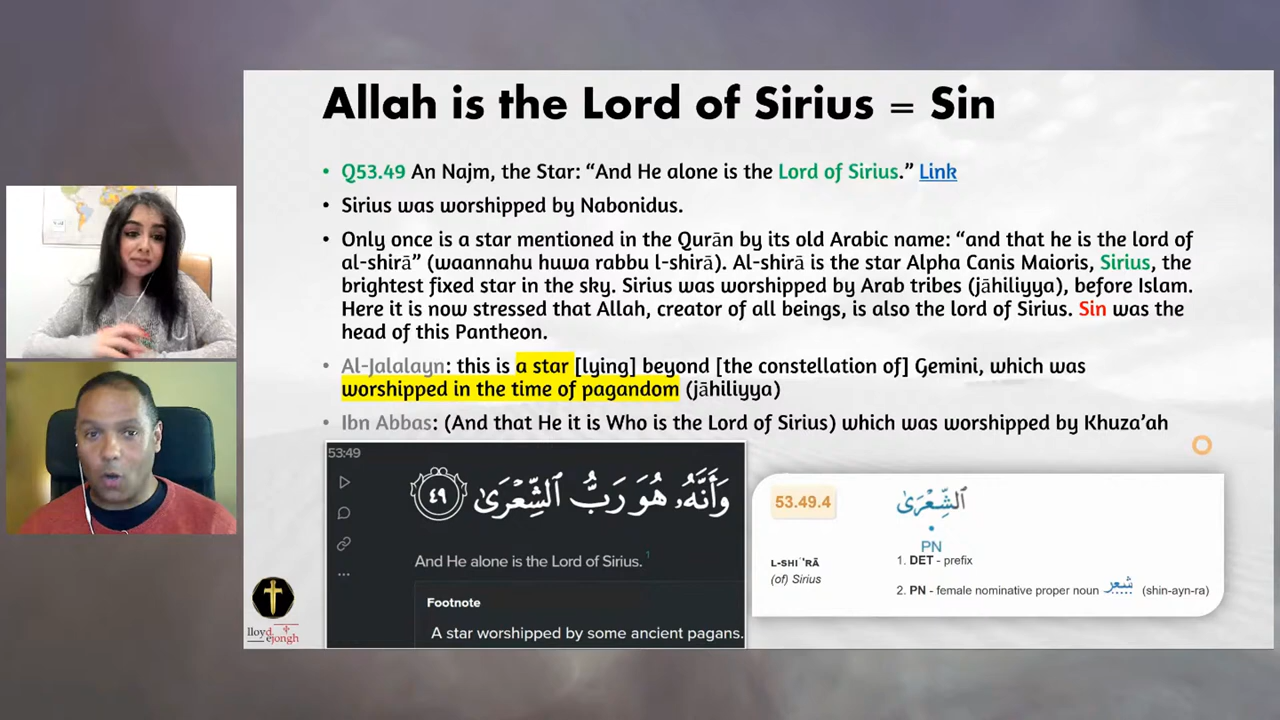 Allah is the Lord of Sirius = Sin
• Q53.49 An Najm, the Star: “And He alone is the Lord of Sirius.” Link
• Sirius was worshipped by Nabonidus.
• Only once is a star mentioned in the Qurān by its old Arabic name: “and that he is the lord of
al-shirā” (waannahu huwa rabbu l-shirā). Al-shirā is the star Alpha Canis Maioris, Sirius, the
brightest fixed star in the sky. Sirius was worshipped by Arab tribes (jāhiliyya), before Islam.
Here it is now stressed that Allah, creator of all beings, is also the lord of Sirius. Sin was the
head of this Pantheon.
• Al-Jalalayn: this is a star [lying] beyond [the constellation of] Gemini, which was
worshipped in the time of pagandom (jāhiliyya)
• Ibn Abbas: (And that He it is Who is the Lord of Sirius) which was worshipped by Khuza’ah
53:49
وَأَنَّهُۥ هُوَ رَبُّ ٱلشِّعْرَىٰ ٤٩
And He alone is the Lord of Sirius. 1
Footnote
A star worshipped by some ancient pagans.
53.49.4
ٱلشِّعْرَىٰ
PN
L-SHIʿ'RĀ
(of) Sirius
1. DET - prefix
2. PN - female nominative proper noun شعر (shin-ayn-ra)
lloyd
dejongh